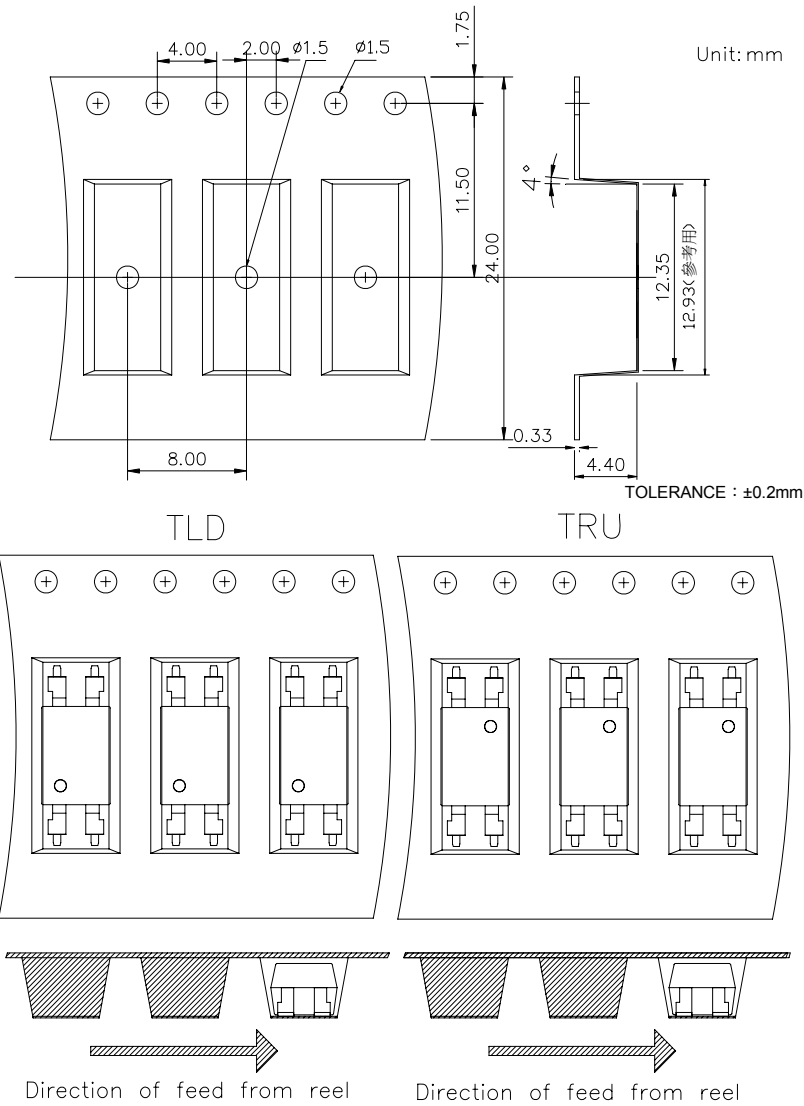 4.00
2.00
ø1.5
ø1.5
1.75
Unit: mm
11.50
24.00
4°
12.35
12.93(參考用)
8.00
0.33
4.40
TOLERANCE：±0.2mm
TLD
TRU
Direction of feed from reel
Direction of feed from reel